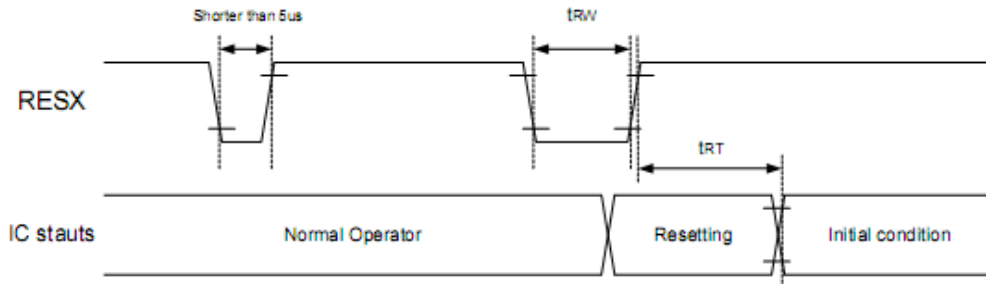 Shorter than 5us
tRW
RESX
tRT
IC stauts
Normal Operator
Resetting
Initial condition